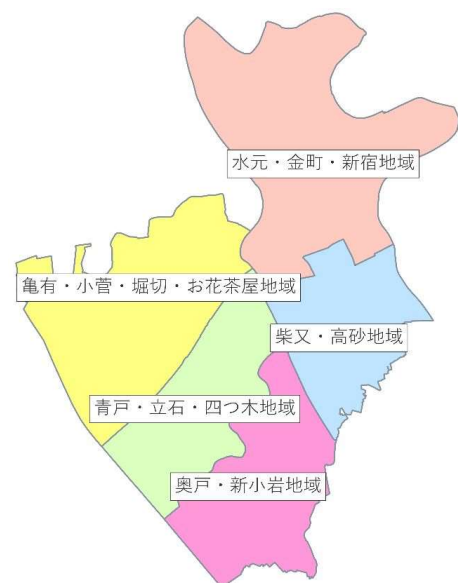 水元・金町・新宿地域
亀有・小菅・堀切・お花茶屋地域
柴又・高砂地域
青戸・立石・四つ木地域
奥戸・新小岩地域